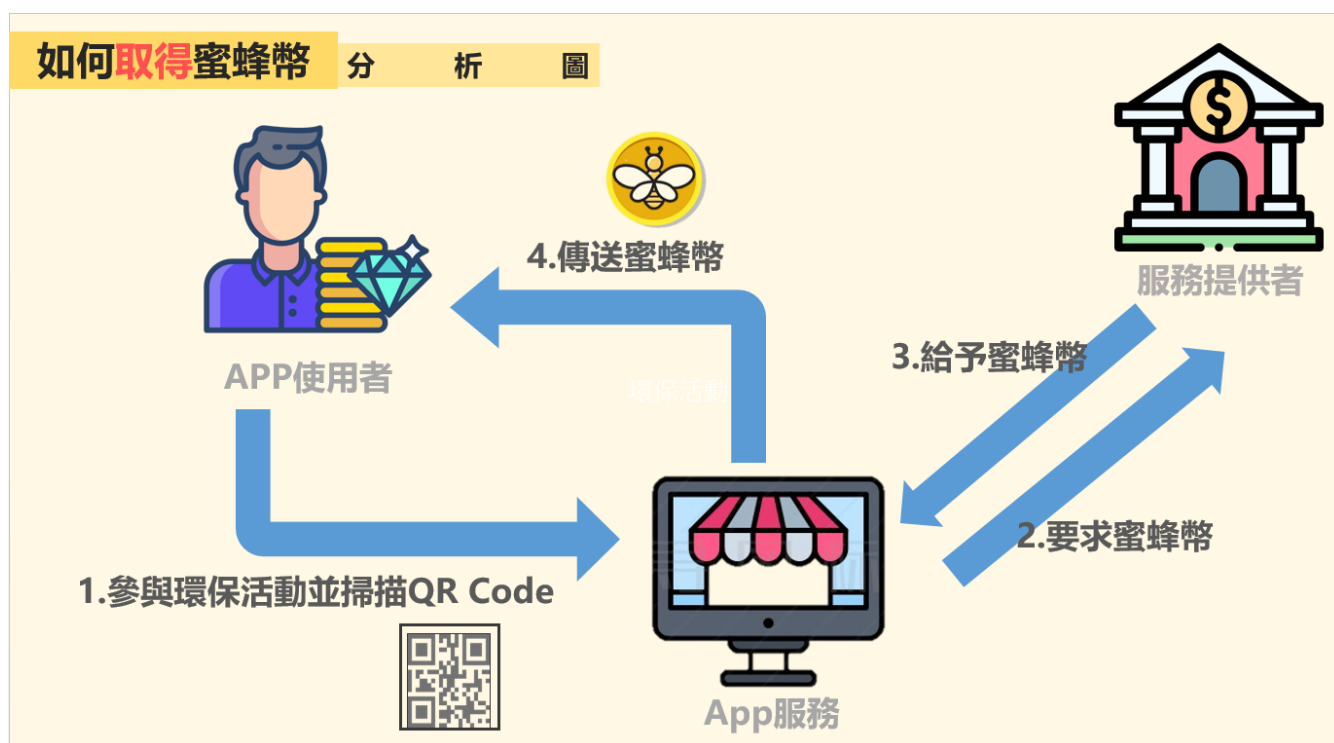 如何取得蜜蜂幣 分 析 圖
4.傳送蜜蜂幣
服務提供者
3.給予蜜蜂幣
APP使用者
環保活動
2.要求蜜蜂幣
1.參與環保活動並掃描QR Code
App服務